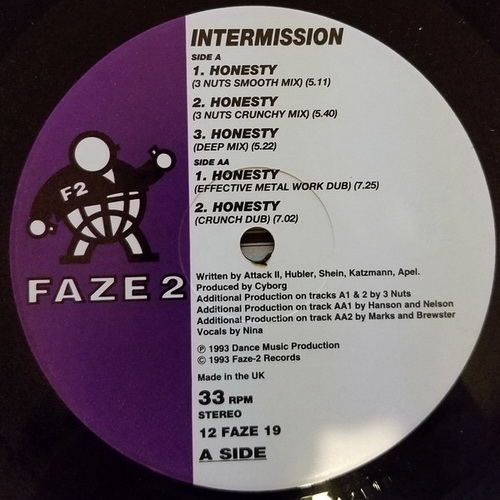 INTERMISSION
SIDE A
1. HONESTY
(3 NUTS SMOOTH MIX) (5.11)
2. HONESTY
(3 NUTS CRUNCHY MIX) (5.40)
3. HONESTY
(DEEP MIX) (5.22)
SIDE AA
1. HONESTY
(EFFECTIVE METAL WORK DUB) (7.25)
2. HONESTY
(CRUNCH DUB) (7.02)
F2
FAZE 2
Written by Attack II, Hubler, Shein, Katzmann, Apel.
Produced by Cyborg
Additional Production on tracks A1 & 2 by 3 Nuts
Additional Production on track AA1 by Hanson and Nelson
Additional Production on track AA2 by Marks and Brewster
Vocals by Nina
℗ 1993 Dance Music Production
© 1993 Faze-2 Records
Made in the UK
33 RPM
STEREO
12 FAZE 19
A SIDE